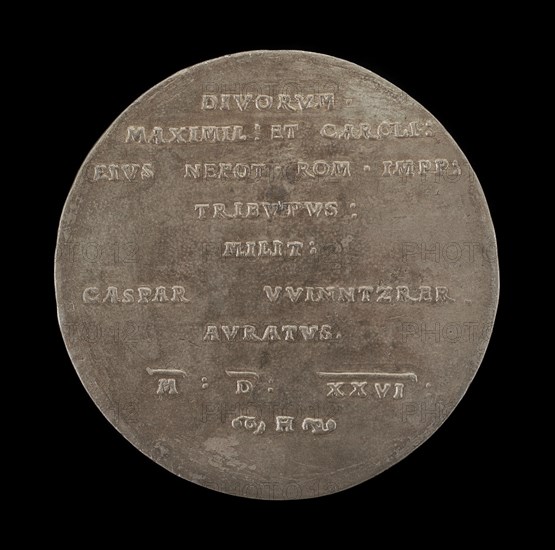 DIVORVM·
MAXIMIL: ET CAROLI:
EIVS NEPOT· ROM· IMPP:
TRIBVTVS:
MILIT:
CASPAR VVINNTZRER
AVRATVS·
M : D : XXVI :
H